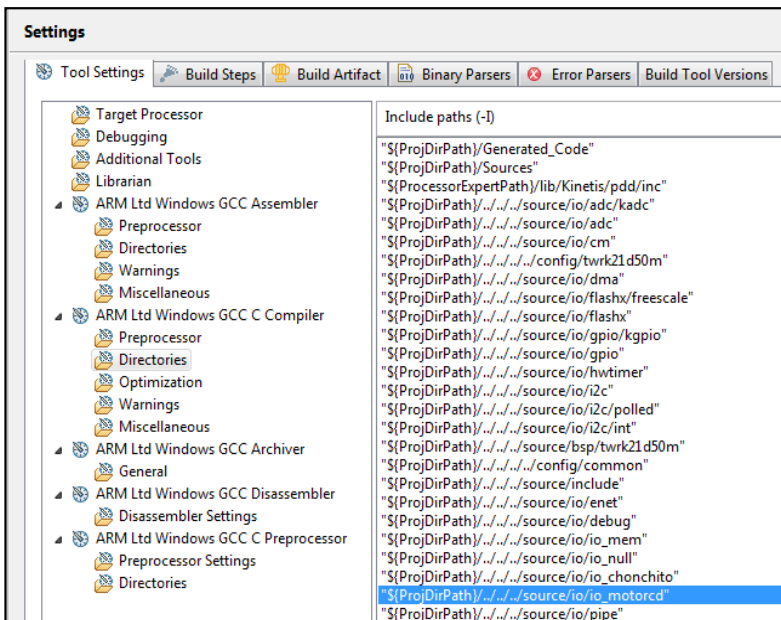 Settings
Tool Settings
Build Steps
Build Artifact
Binary Parsers
Error Parsers
Build Tool Versions
Target Processor
Debugging
Additional Tools
Librarian
ARM Ltd Windows GCC Assembler
Preprocessor
Directories
Warnings
Miscellaneous
ARM Ltd Windows GCC C Compiler
Preprocessor
Directories
Optimization
Warnings
Miscellaneous
ARM Ltd Windows GCC Archiver
General
ARM Ltd Windows GCC Disassembler
Disassembler Settings
ARM Ltd Windows GCC C Preprocessor
Preprocessor Settings
Directories
Include paths (-I)
"${ProjDirPath}/Generated_Code"
"${ProjDirPath}/Sources"
"${ProcessorExpertPath}/lib/Kinetis/pdd/inc"
"${ProjDirPath}/../../../source/io/adc/kadc"
"${ProjDirPath}/../../../source/io/adc"
"${ProjDirPath}/../../../source/io/cm"
"${ProjDirPath}/../../../../config/twrk21d50m"
"${ProjDirPath}/../../../source/io/dma"
"${ProjDirPath}/../../../source/io/flashx/freescale"
"${ProjDirPath}/../../../source/io/flashx"
"${ProjDirPath}/../../../source/io/gpio/kgpio"
"${ProjDirPath}/../../../source/io/gpio"
"${ProjDirPath}/../../../source/io/hwtimer"
"${ProjDirPath}/../../../source/io/i2c"
"${ProjDirPath}/../../../source/io/i2c/polled"
"${ProjDirPath}/../../../source/io/i2c/int"
"${ProjDirPath}/../../../source/bsp/twrk21d50m"
"${ProjDirPath}/../../../../config/common"
"${ProjDirPath}/../../../source/include"
"${ProjDirPath}/../../../source/io/enet"
"${ProjDirPath}/../../../source/io/debug"
"${ProjDirPath}/../../../source/io/io_mem"
"${ProjDirPath}/../../../source/io/io_null"
"${ProjDirPath}/../../../source/io/io_chonchito"
"${ProjDirPath}/../../../source/io/io_motorcd"
"${ProjDirPath}/../../../source/io/pipe"